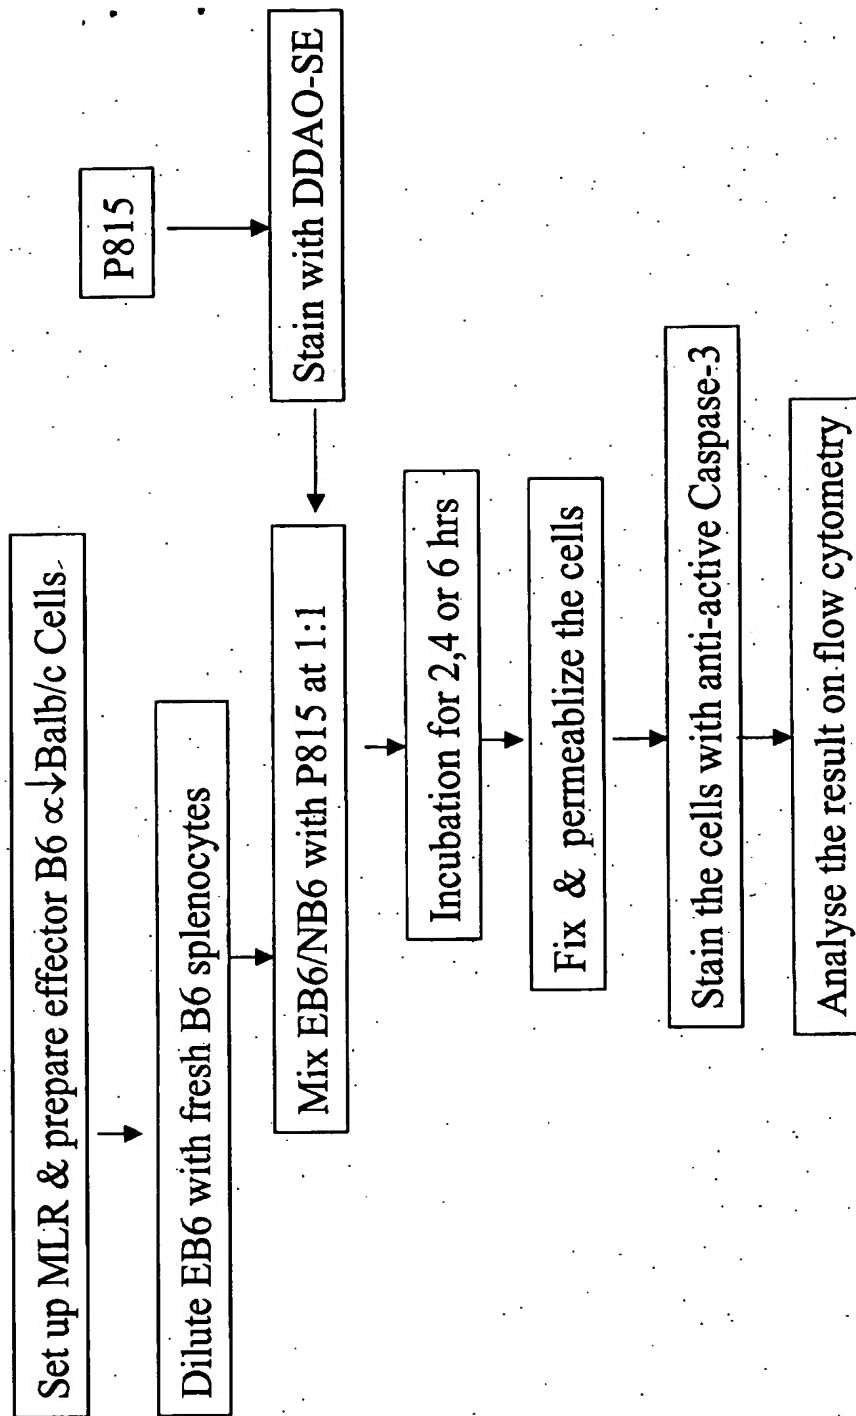 Set up MLR & prepare effector B6 ∝↓Balb/c Cells
Dilute EB6 with fresh B6 splenocytes
P815
Stain with DDAO-SE
Mix EB6/NB6 with P815 at 1:1
Incubation for 2,4 or 6 hrs
Fix & permeablize the cells
Stain the cells with anti-active Caspase-3
Analyse the result on flow cytometry